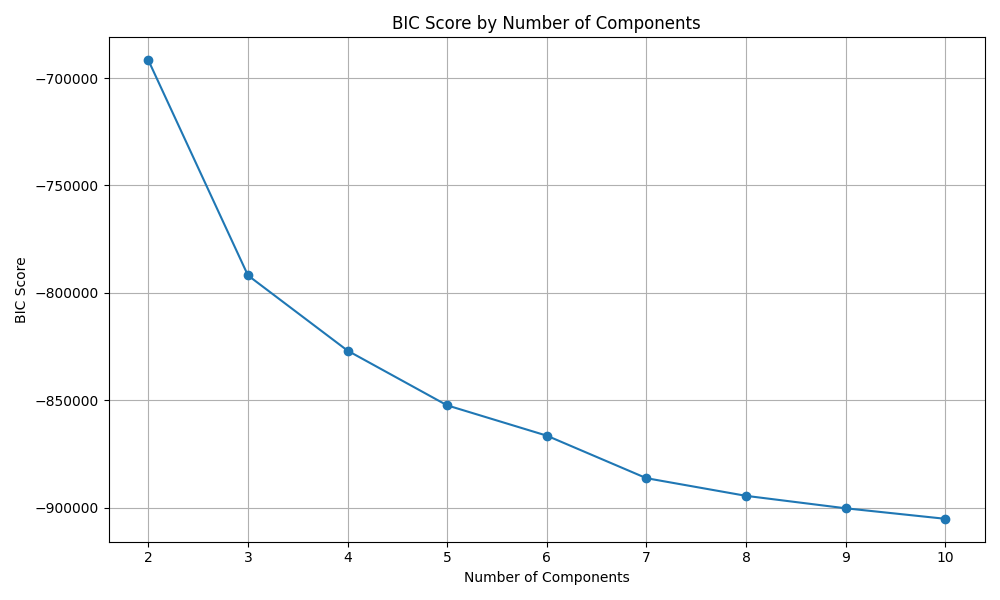 BIC Score by Number of Components
−700000
−750000
−800000
−850000
−900000
BIC Score
2 3 4 5 6 7 8 9 10
Number of Components